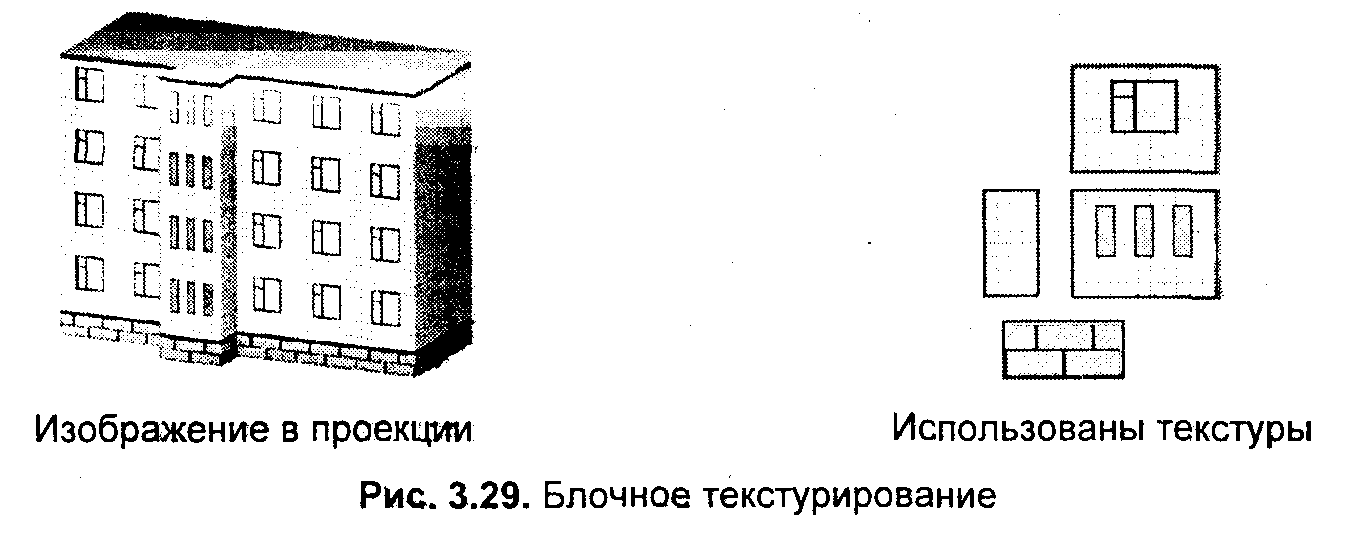 Изображение в проекции
Использованы текстуры
Рис. 3.29. Блочное текстурирование